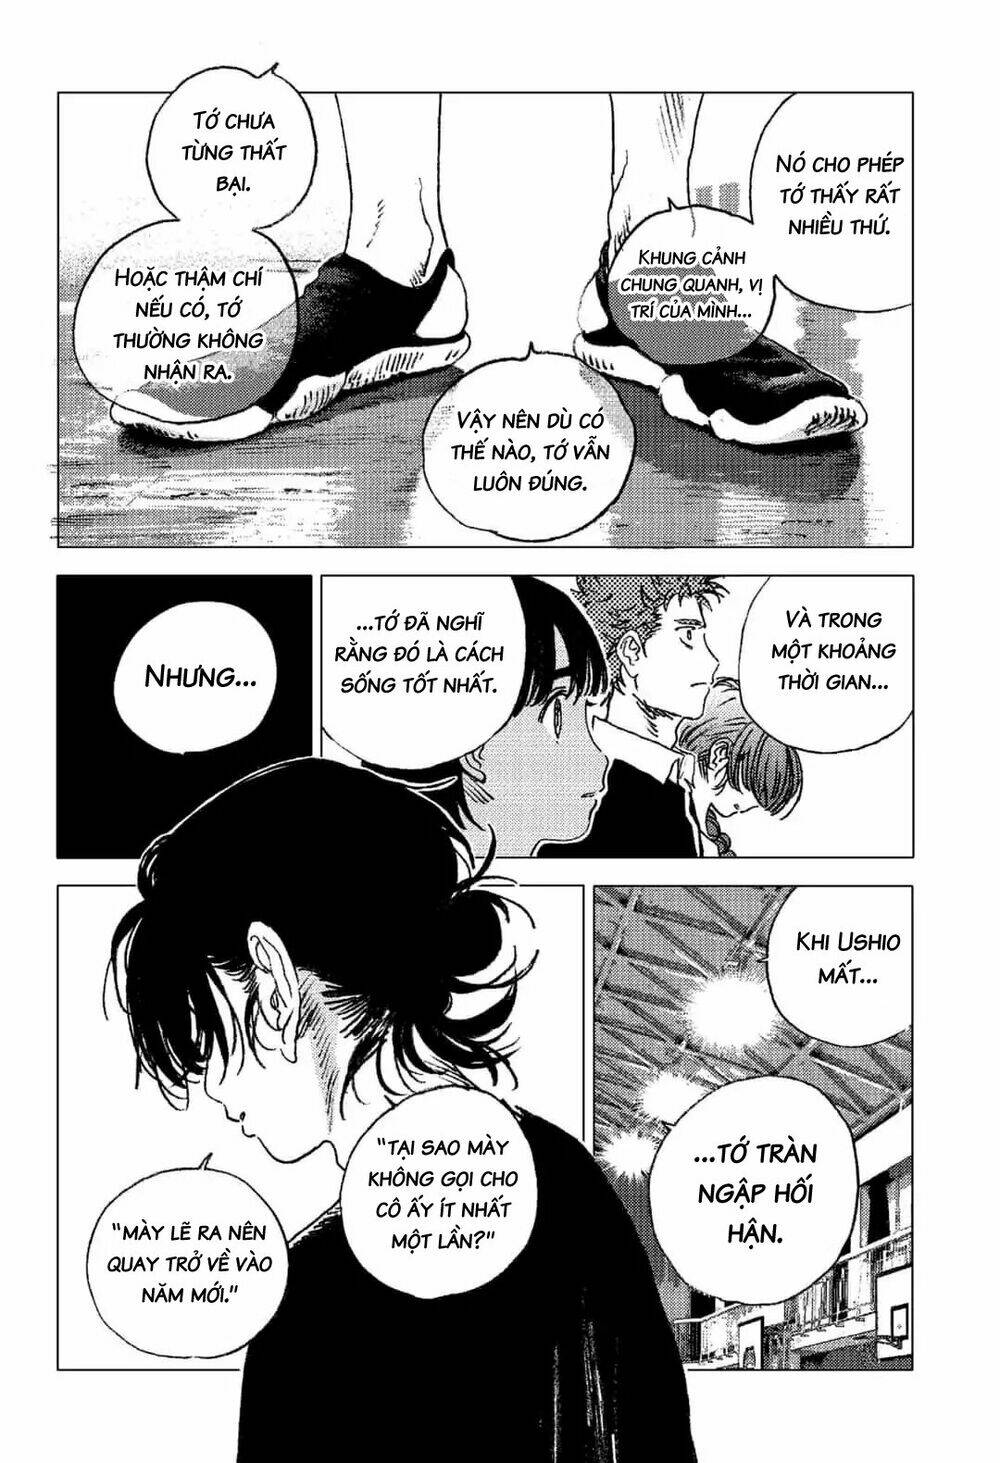 NÓ CHO PHÉP
TỚ THẤY RẤT
NHIỀU THỨ.
KHUNG CẢNH
CHUNG QUANH, VỊ
TRÍ CỦA MÌNH...
TỚ CHƯA
TỪNG THẤT
BẠI.
HOẶC THẬM CHÍ
NẾU CÓ, TỚ
THƯỜNG KHÔNG
NHẬN RA.
VẬY NÊN DÙ CÓ
THẾ NÀO, TỚ VẪN
LUÔN ĐÚNG.
VÀ TRONG
MỘT KHOẢNG
THỜI GIAN...
...TỚ ĐÃ NGHĨ
RẰNG ĐÓ LÀ CÁCH
SỐNG TỐT NHẤT.
NHƯNG...
KHI USHIO
MẤT...
...TỚ TRÀN
NGẬP HỐI
HẬN.
"TẠI SAO MÀY
KHÔNG GỌI CHO
CÔ ẤY ÍT NHẤT
MỘT LẦN?"
"MÀY LẼ RA NÊN
QUAY TRỞ VỀ VÀO
NĂM MỚI."